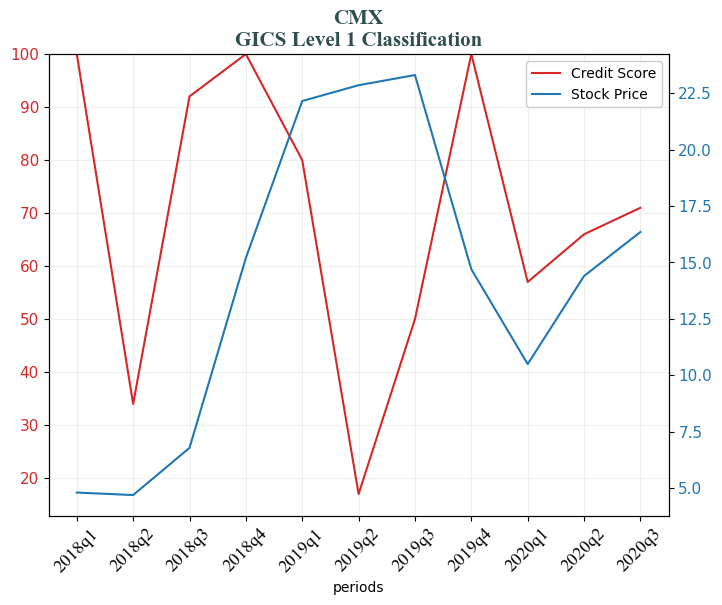 CMX
GICS Level 1 Classification
Credit Score
Stock Price
100
90
80
70
60
50
40
30
20
22.5
20.0
17.5
15.0
12.5
10.0
7.5
5.0
2018q1
2018q2
2018q3
2018q4
2019q1
2019q2
2019q3
2019q4
2020q1
2020q2
2020q3
periods